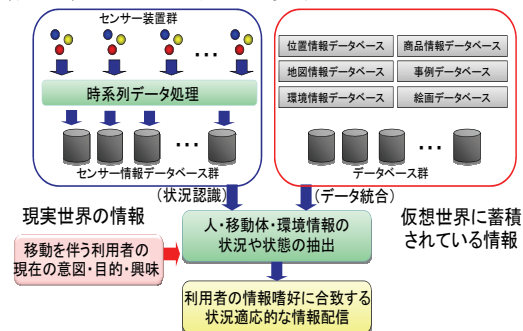 センサー装置群
・・・
時系列データ処理
・・・
センサー情報データベース群
位置情報データベース
商品情報データベース
地図情報データベース
事例データベース
環境情報データベース
絵画データベース
・・・
データベース群
(状況認識)
(データ統合)
現実世界の情報
人・移動体・環境情報の
状況や状態の抽出
仮想世界に蓄積
されている情報
移動を伴う利用者の
現在の意図・目的・興味
利用者の情報嗜好に合致する
状況適応的な情報配信